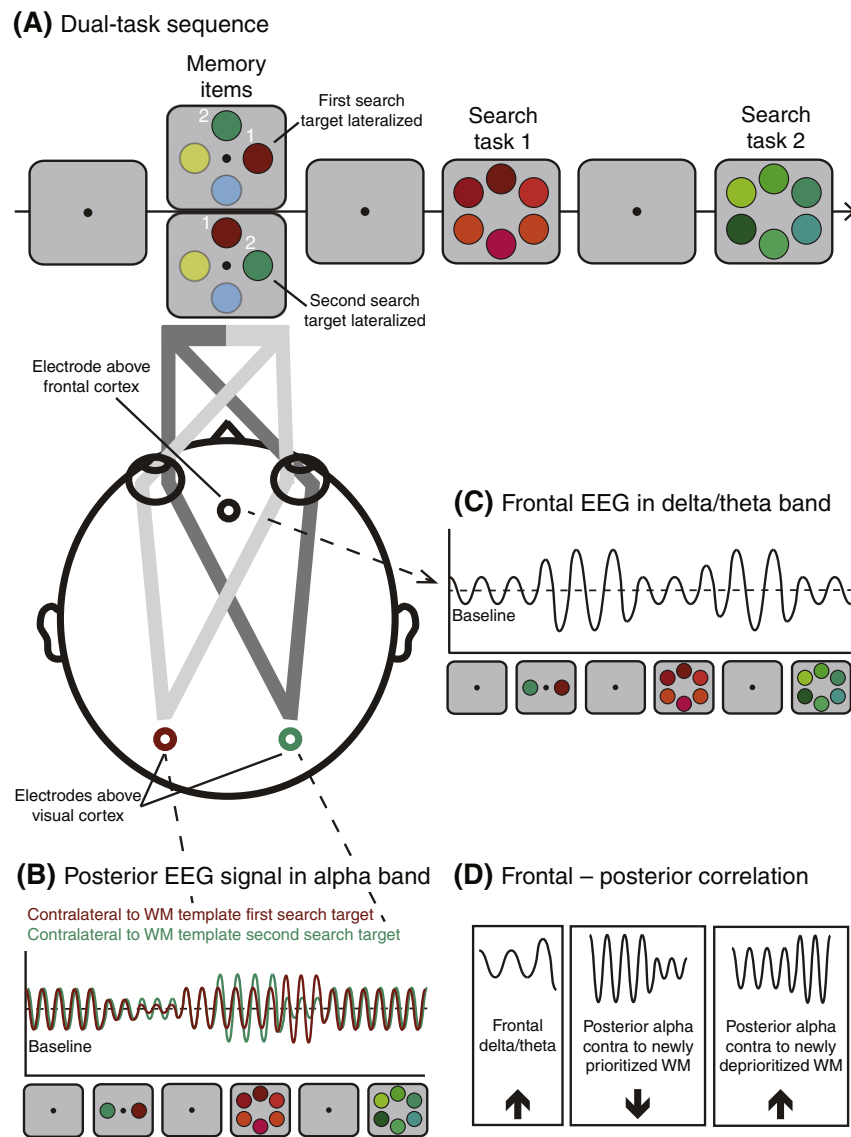 (A) Dual-task sequence
Memory
items
First search
target lateralized
2
1
Search
task 1
Search
task 2
1
2
Second search
target lateralized
Electrode above
frontal cortex
(C) Frontal EEG in delta/theta band
Baseline
Electrodes above
visual cortex
(B) Posterior EEG signal in alpha band
Contralateral to WM template first search target
Contralateral to WM template second search target
Baseline
(D) Frontal – posterior correlation
Frontal
delta/theta
Posterior alpha
contra to newly
prioritized WM
Posterior alpha
contra to newly
deprioritized WM